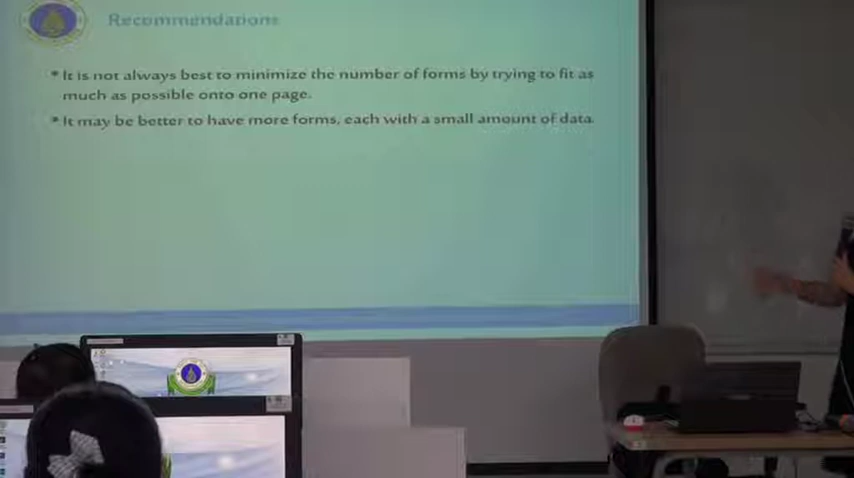 Recommendations
* It is not always best to minimize the number of forms by trying to fit as
much as possible onto one page.
* It may be better to have more forms, each with a small amount of data